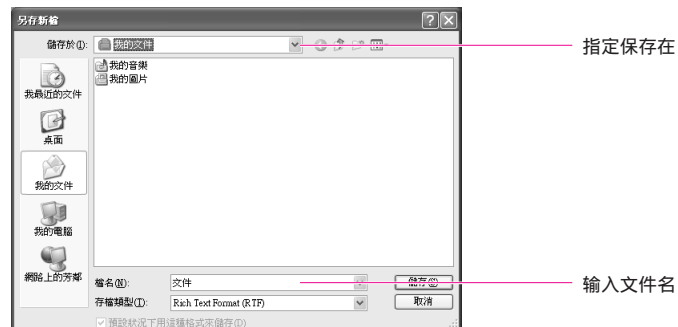 另存新檔
儲存於(I): 我的文件
指定保存在
我的音樂
我的圖片
我最近的文件
桌面
我的文件
我的電腦
網路上的芳鄰
檔名(N): 文件 儲存(S)
输入文件名
存檔類型(T): Rich Text Format (RTF) 取消
預設狀況下用這種格式來儲存(D)